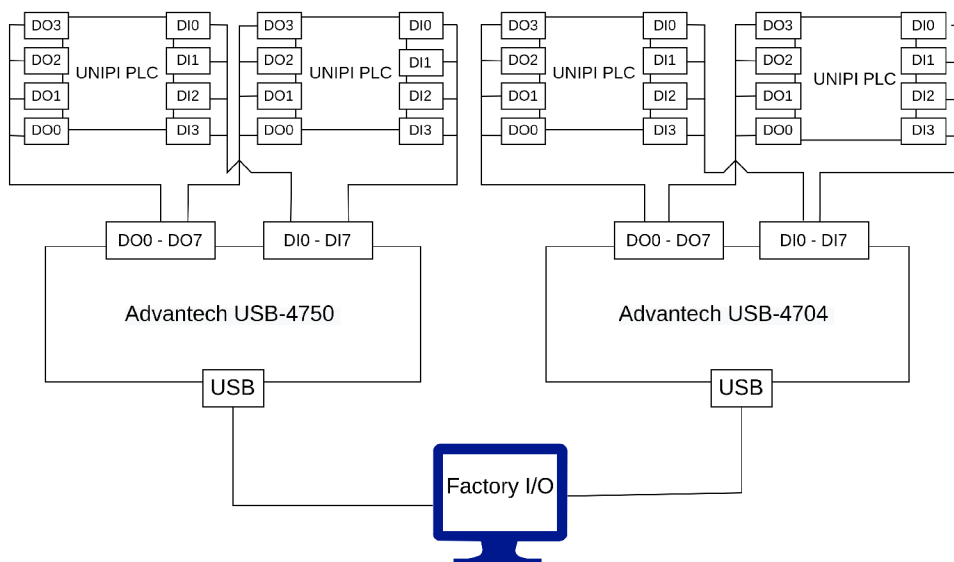 DO3 DI0 DO3 DI0 DO3 DI0 DO3 DI0
DO2 UNIPI PLC DI1 DO2 UNIPI PLC DI1 DO2 UNIPI PLC DI1 DO2 UNIPI PLC DI1
DO1 DI2 DO1 DI2 DO1 DI2 DO1 DI2
DO0 DI3 DO0 DI3 DO0 DI3 DO0 DI3
DO0 - DO7 DI0 - DI7 DO0 - DO7 DI0 - DI7
Advantech USB-4750 Advantech USB-4704
USB USB
Factory I/O